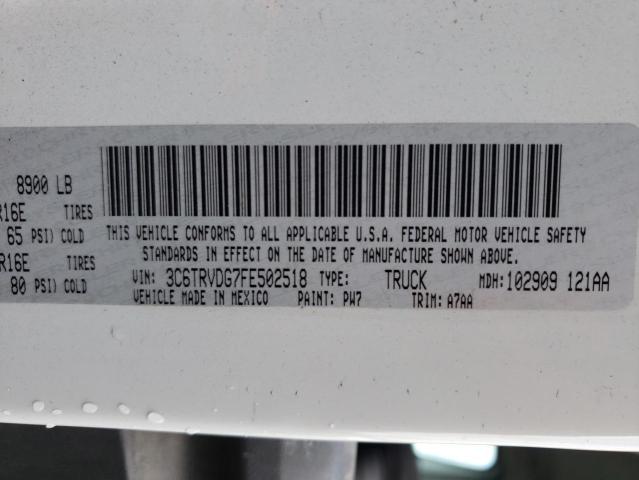 8900 LB
R16E TIRES
65 PSI) COLD
R16E TIRES
80 PSI) COLD
THIS VEHICLE CONFORMS TO ALL APPLICABLE U.S.A. FEDERAL MOTOR VEHICLE SAFETY
STANDARDS IN EFFECT ON THE DATE OF MANUFACTURE SHOWN ABOVE.
VIN: 3C6TRVDG7FE502518 TYPE: TRUCK MDH: 102909 121AA
VEHICLE MADE IN MEXICO PAINT: PW7 TRIM: A7AA